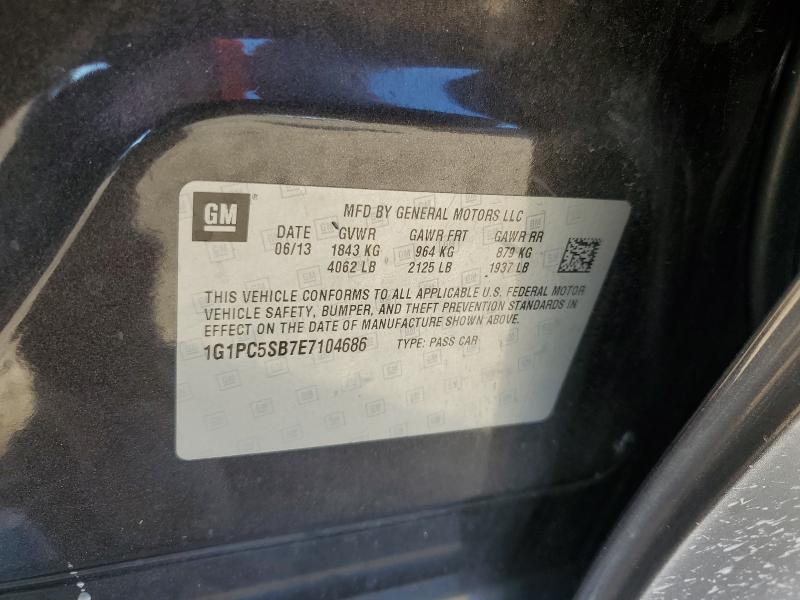 GM
MFD BY GENERAL MOTORS LLC
DATE GVWR GAWR FRT GAWR RR
06/13 1843 KG 964 KG 879 KG
4062 LB 2125 LB 1937 LB
THIS VEHICLE CONFORMS TO ALL APPLICABLE U.S. FEDERAL MOTOR
VEHICLE SAFETY, BUMPER, AND THEFT PREVENTION STANDARDS IN
EFFECT ON THE DATE OF MANUFACTURE SHOWN ABOVE.
1G1PC5SB7E7104686 TYPE: PASS CAR